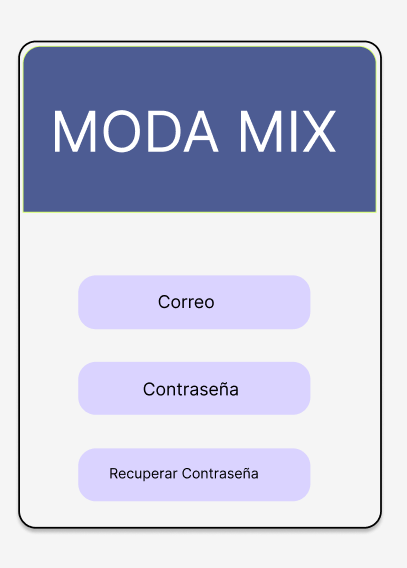 MODA MIX
Correo
Contraseña
Recuperar Contraseña